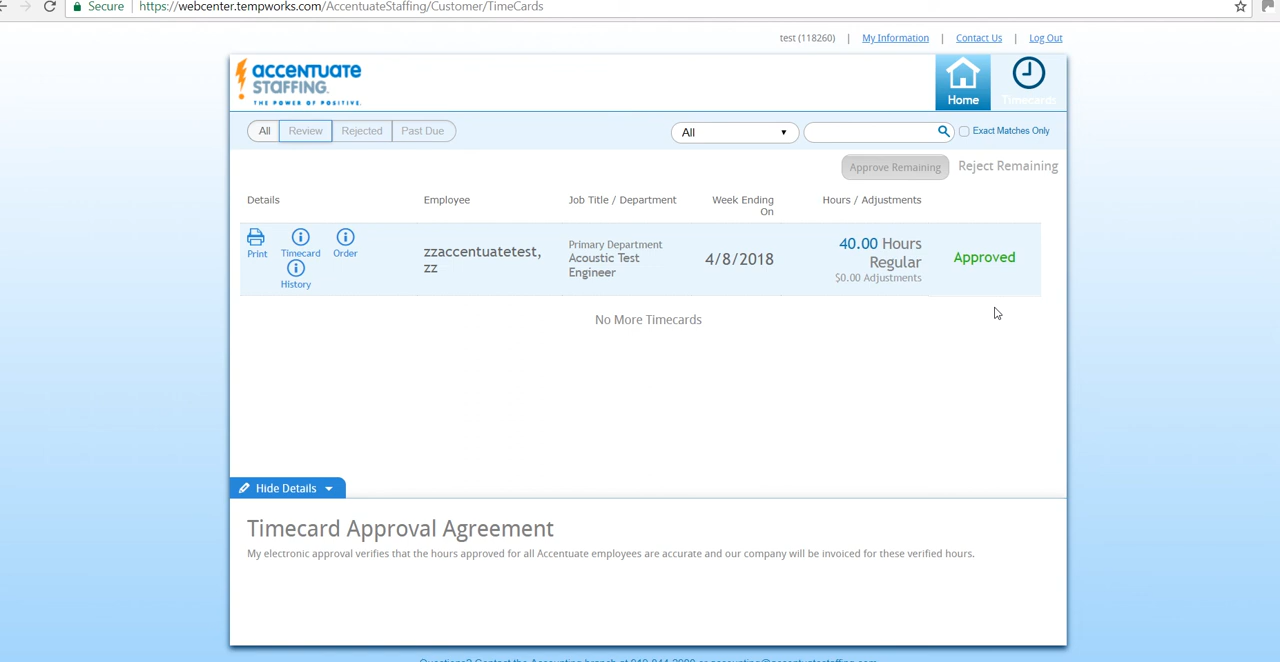 Secure https://webcenter.tempworks.com/AccentuateStaffing/Customer/TimeCards
test (118260) | My Information | Contact Us | Log Out
ACCENTUATE
STAFFING.
THE POWER OF POSITIVE.
Home
Timecards
All Review Rejected Past Due
All
Exact Matches Only
Approve Remaining
Reject Remaining
Details Employee Job Title / Department Week Ending On Hours / Adjustments
Print Timecard Order
History
zzaccentuatetest,
zz
Primary Department
Acoustic Test
Engineer
4/8/2018
40.00 Hours
Regular
$0.00 Adjustments
Approved
No More Timecards
Hide Details
Timecard Approval Agreement
My electronic approval verifies that the hours approved for all Accentuate employees are accurate and our company will be invoiced for these verified hours.